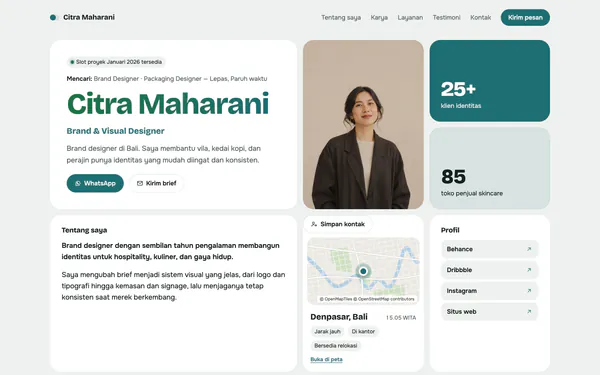 Citra Maharani
Tentang saya
Karya
Layanan
Testimoni
Kontak
Kirim pesan
Slot proyek Januari 2026 tersedia
Mencari: Brand Designer · Packaging Designer — Lepas, Paruh waktu
Citra Maharani
Brand & Visual Designer
Brand designer di Bali. Saya membantu vila, kedai kopi, dan
perajin punya identitas yang mudah diingat dan konsisten.
WhatsApp
Kirim brief
25+
klien identitas
85
toko penjual skincare
Tentang saya
Brand designer dengan sembilan tahun pengalaman membangun
identitas untuk hospitality, kuliner, dan gaya hidup.
Saya mengubah brief menjadi sistem visual yang jelas, dari logo dan
tipografi hingga kemasan dan signage, lalu menjaganya tetap
konsisten saat merek berkembang.
Simpan kontak
© OpenMapTiles © OpenStreetMap contributors
Denpasar, Bali
15.05 WITA
Jarak jauh
Di kantor
Bersedia relokasi
Buka di peta
Profil
Behance
Dribbble
Instagram
Situs web